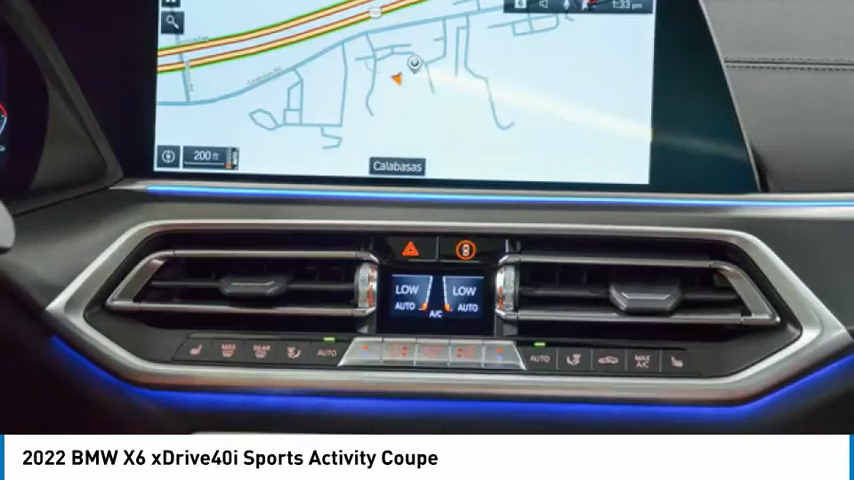 6
1:33 PM
200 ft
Calabasas
LOW LOW
AUTO A/C AUTO
MAX REAR AUTO AUTO MAX A/C
2022 BMW X6 xDrive40i Sports Activity Coupe